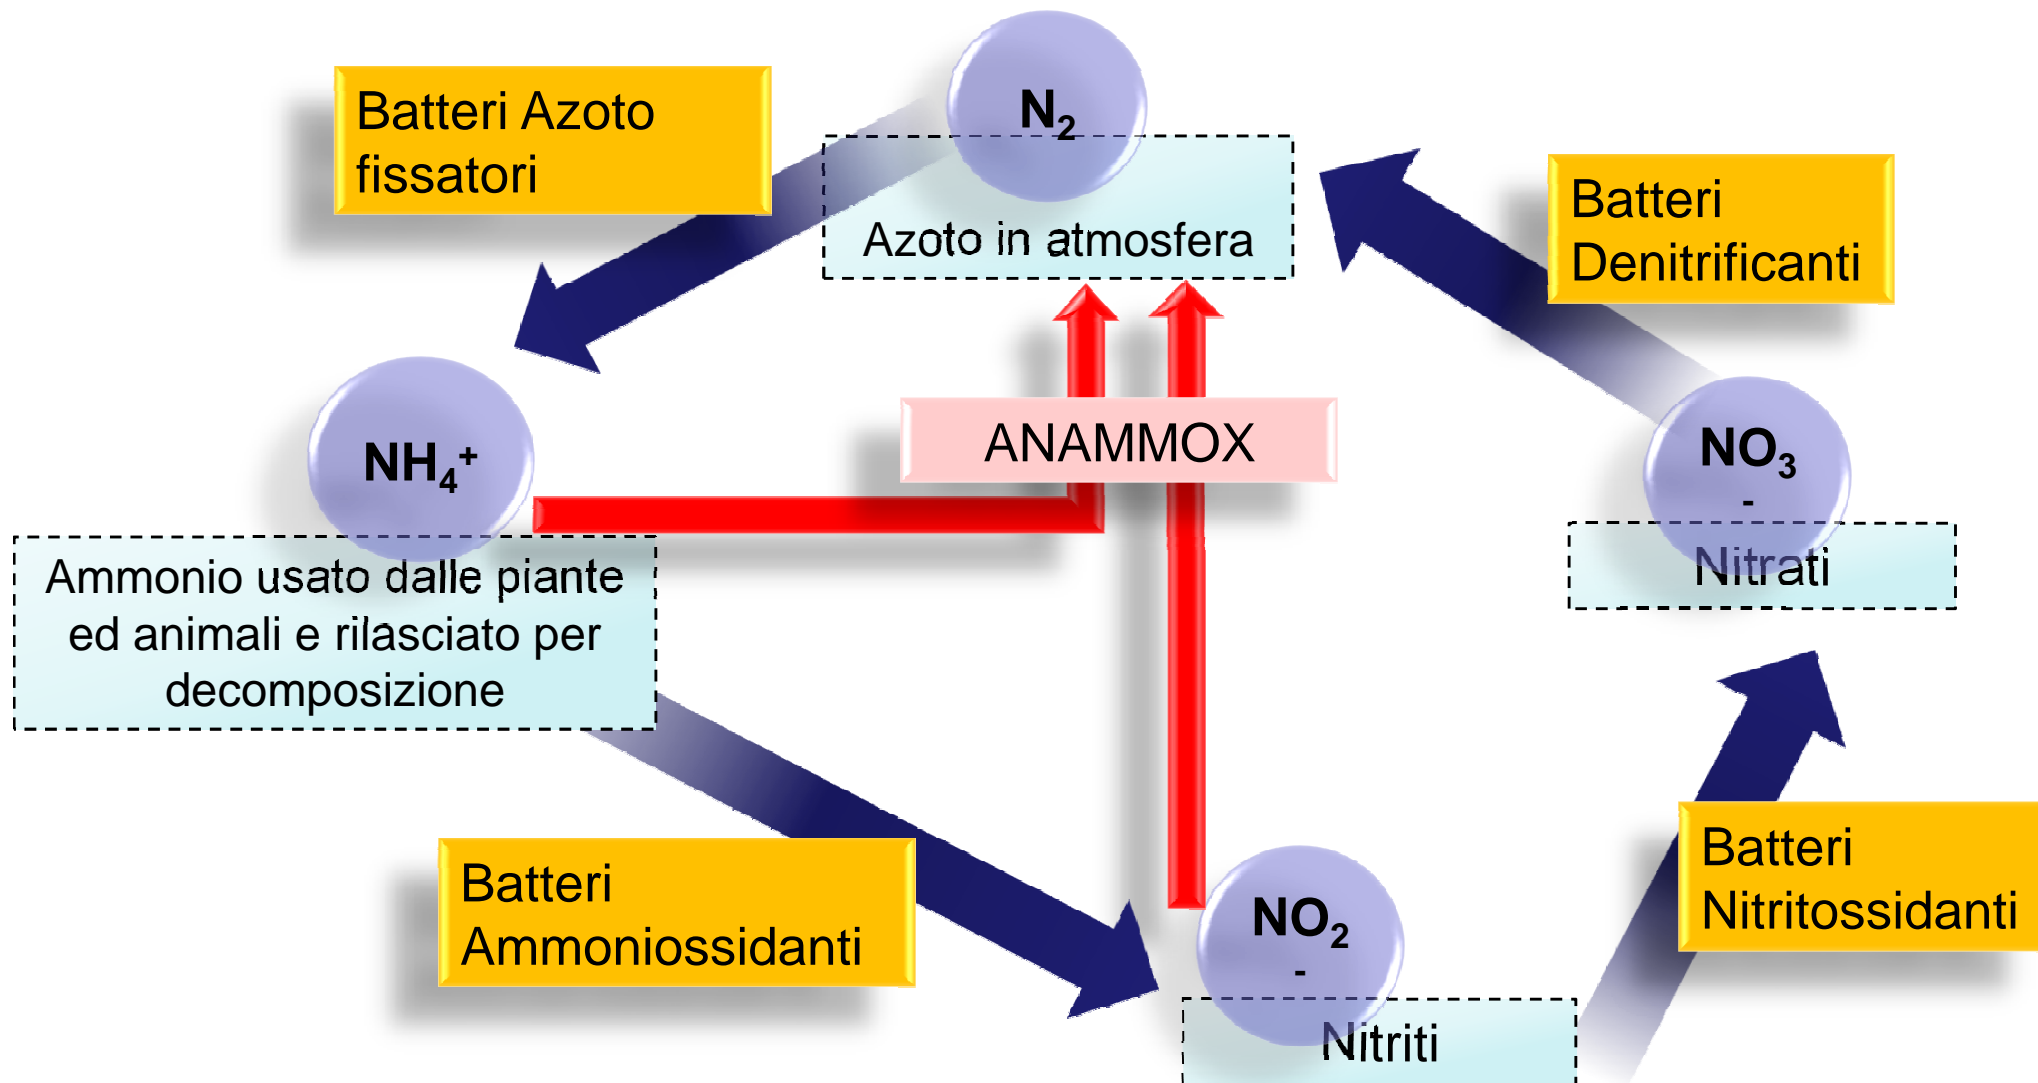 N2
Azoto in atmosfera
Batteri Azoto
fissatori
Batteri
Denitrificanti
ANAMMOX
NH4+
Ammonio usato dalle piante
ed animali e rilasciato per
decomposizione
NO3
-
Nitrati
Batteri
Ammoniossidanti
NO2
-
Nitriti
Batteri
Nitritossidanti